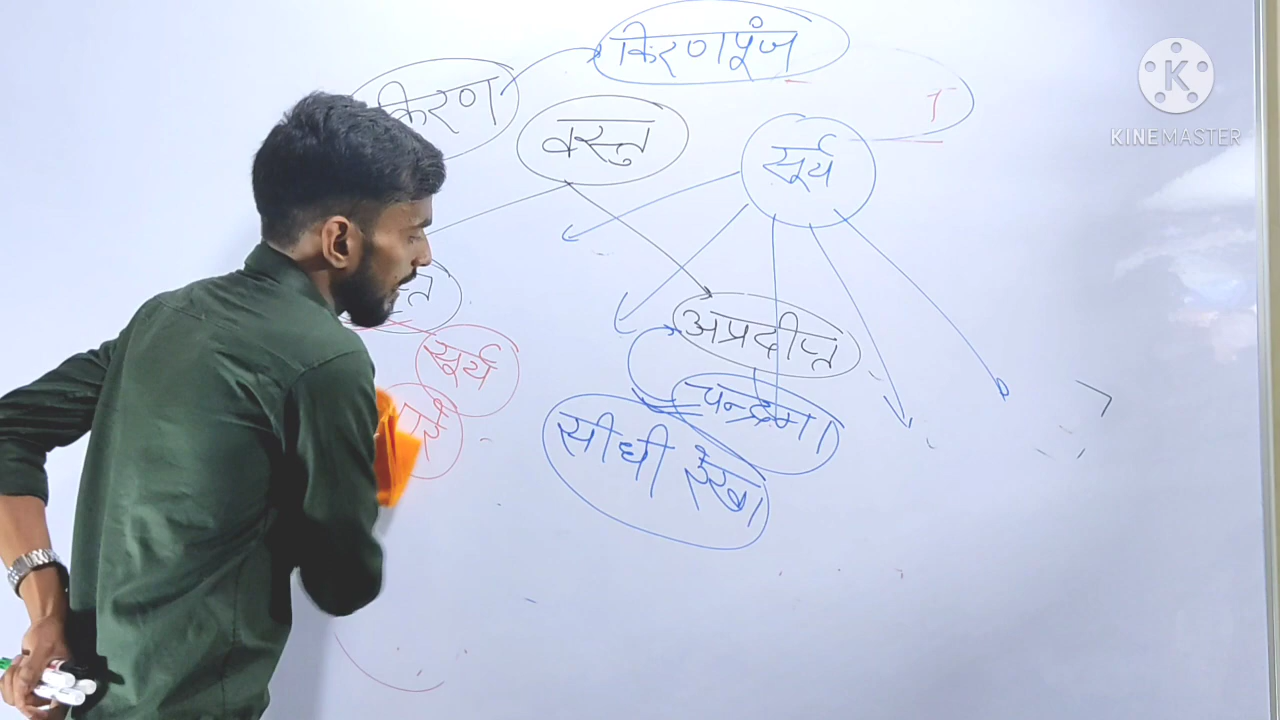 किरणपूंज
किरण
वस्तु
सूर्य
अप्रदीप्त
सूर्य
चन्द्रमा
सीधी रेखा
KINEMASTER